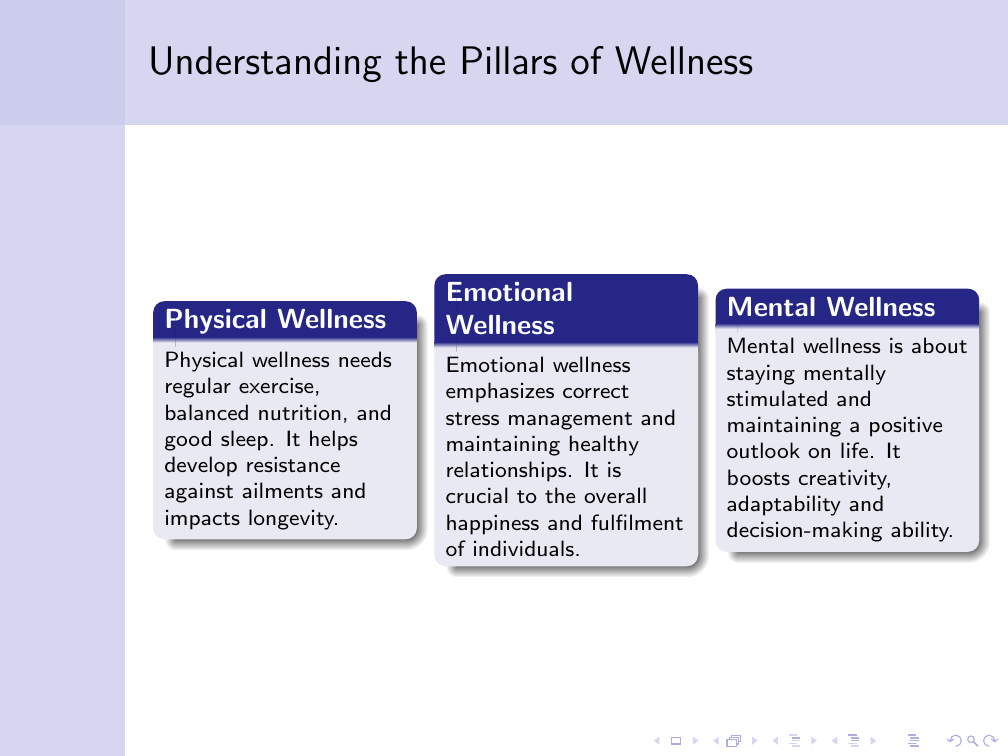 Understanding the Pillars of Wellness
Physical Wellness
Physical wellness needs
regular exercise,
balanced nutrition, and
good sleep. It helps
develop resistance
against ailments and
impacts longevity.
Emotional
Wellness
Emotional wellness
emphasizes correct
stress management and
maintaining healthy
relationships. It is
crucial to the overall
happiness and fulfilment
of individuals.
Mental Wellness
Mental wellness is about
staying mentally
stimulated and
maintaining a positive
outlook on life. It
boosts creativity,
adaptability and
decision-making ability.